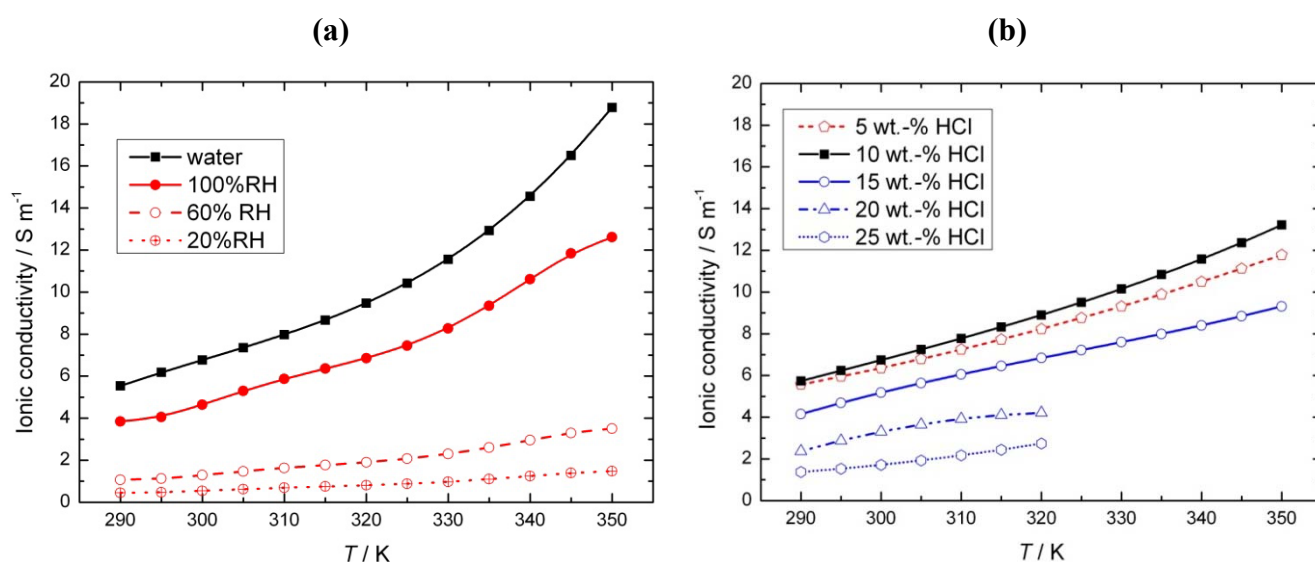 (a)
20
18
16
14
12
10
8
6
4
2
0
Ionic conductivity / S m⁻¹
water
100%RH
60% RH
20%RH
290 300 310 320 330 340 350
T / K
(b)
20
18
16
14
12
10
8
6
4
2
0
Ionic conductivity / S m⁻¹
5 wt.-% HCl
10 wt.-% HCl
15 wt.-% HCl
20 wt.-% HCl
25 wt.-% HCl
290 300 310 320 330 340 350
T / K